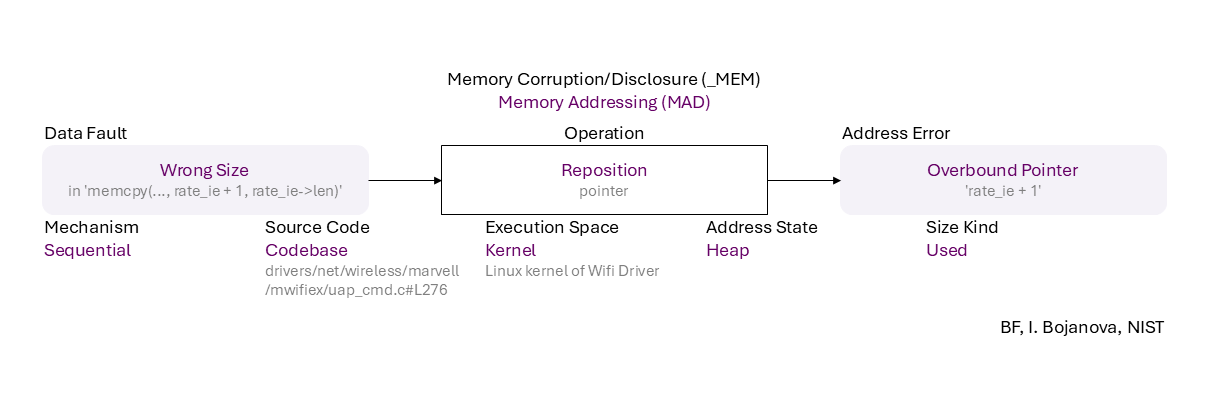 Memory Corruption/Disclosure (_MEM)
Memory Addressing (MAD)
Data Fault
Operation
Address Error
Wrong Size
in 'memcpy(..., rate_ie + 1, rate_ie->len)'
Reposition
pointer
Overbound Pointer
'rate_ie + 1'
Mechanism
Sequential
Source Code
Codebase
drivers/net/wireless/marvell
/mwifiex/uap_cmd.c#L276
Execution Space
Kernel
Linux kernel of Wifi Driver
Address State
Heap
Size Kind
Used
BF, I. Bojanova, NIST